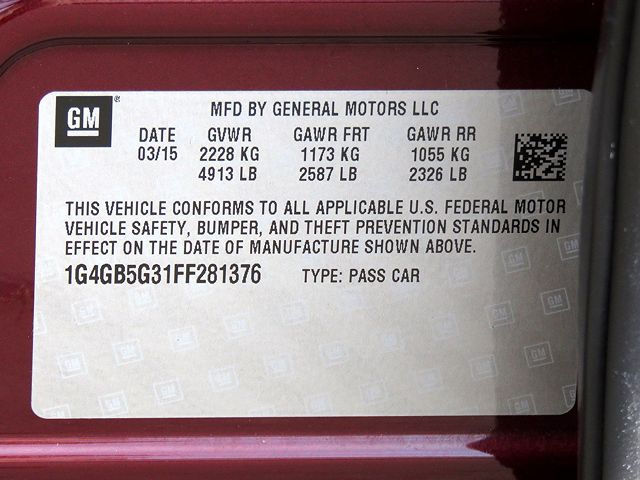 GM ®
MFD BY GENERAL MOTORS LLC
DATE GVWR GAWR FRT GAWR RR
03/15 2228 KG 1173 KG 1055 KG
4913 LB 2587 LB 2326 LB
THIS VEHICLE CONFORMS TO ALL APPLICABLE U.S. FEDERAL MOTOR
VEHICLE SAFETY, BUMPER, AND THEFT PREVENTION STANDARDS IN
EFFECT ON THE DATE OF MANUFACTURE SHOWN ABOVE.
1G4GB5G31FF281376 TYPE: PASS CAR